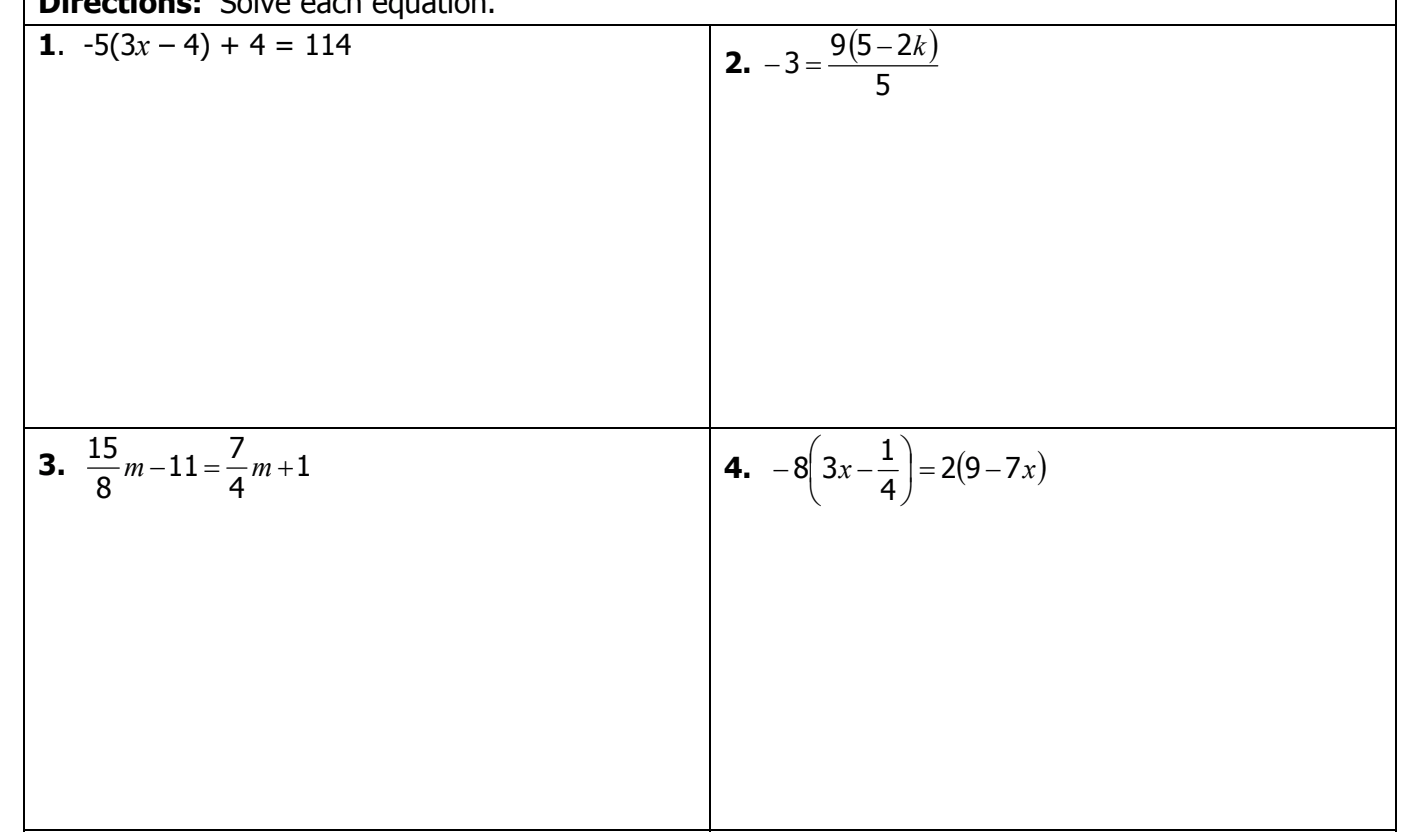 Directions: Solve each equation.
1. -5(3x – 4) + 4 = 114
2. −3 = 9(5−2k)/5
3. 15/8 m − 11 = 7/4 m + 1
4. −8(3x − 1/4) = 2(9 − 7x)